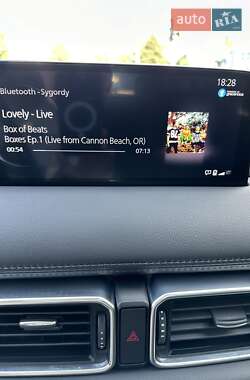 AUTO RIA
18:28
Bluetooth -Sygordy
Lovely - Live
Box of Beats
Boxes Ep.1 (Live from Cannon Beach, OR)
00:54
07:13